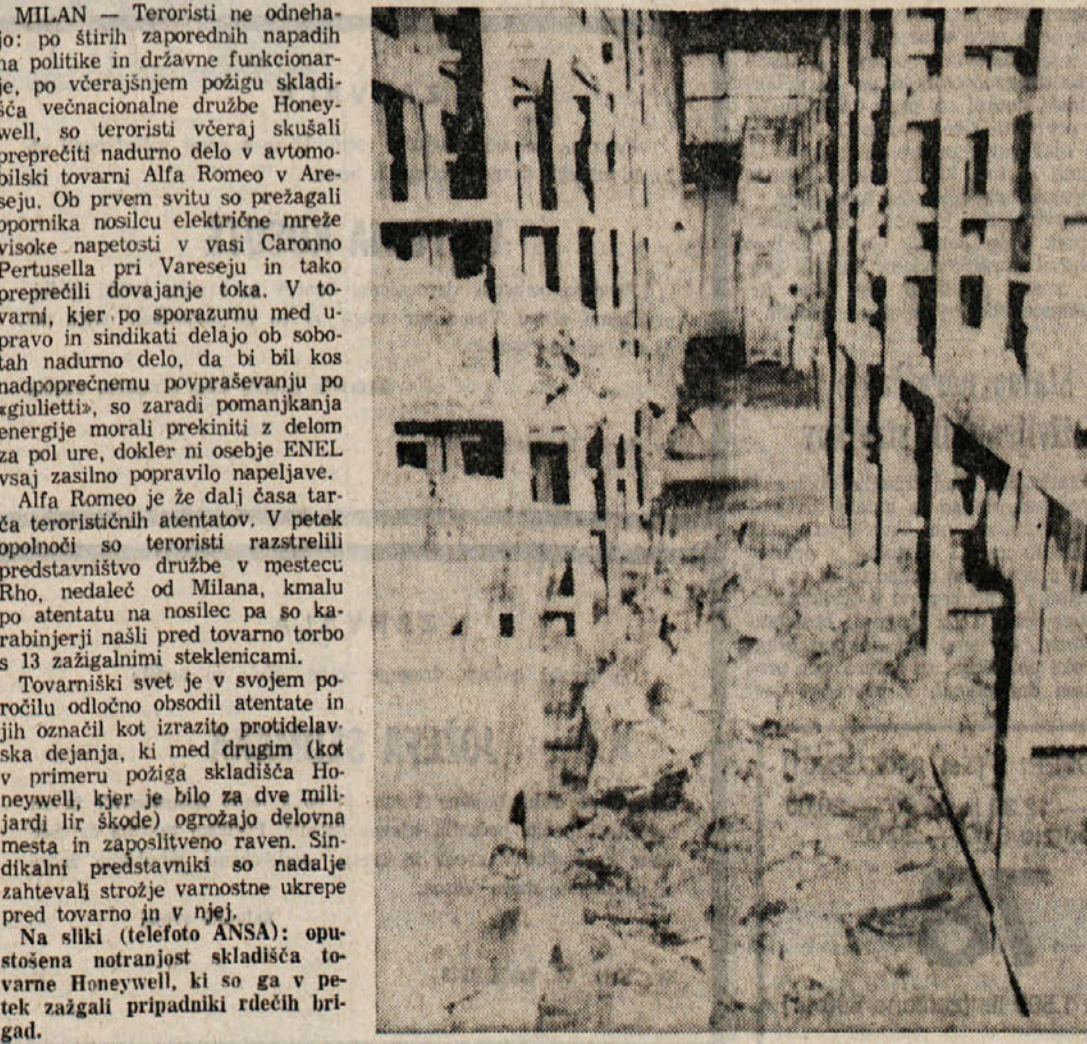 MILAN — Teroristi ne odneha-
jo: po štirih zaporednih napadih
na politike in državne funkcionar-
je, po včerajšnjem požigu skladi-
šča večnacionalne družbe Honey-
well, so teroristi včeraj skušali
preprečiti nadurno delo v avtomo-
bilski tovarni Alfa Romeo v Are-
seju. Ob prvem svitu so prežagali
opornika nosilcu električne mreže
visoke napetosti v vasi Caronno
Pertusella pri Vareseju in tako
preprečili dovajanje toka. V to-
varni, kjer po sporazumu med u-
pravo in sindikati delajo ob sobo-
tah nadurno delo, da bi bil kos
nadpoprečnemu povpraševanju po
«giulietti», so zaradi pomanjkanja
energije morali prekiniti z delom
za pol ure, dokler ni osebje ENEL
vsaj zasilno popravilo napeljave.
Alfa Romeo je že dalj časa tar-
ča terorističnih atentatov. V petek
opolnoči so teroristi razstrelili
predstavništvo družbe v mestecu
Rho, nedaleč od Milana, kmalu
po atentatu na nosilec pa so ka-
rabinjerji našli pred tovarno torbo
s 13 zažigalnimi steklenicami.
Tovarniški svet je v svojem po-
ročilu odločno obsodil atentate in
jih označil kot izrazito protidelav-
ska dejanja, ki med drugim (kot
v primeru požiga skladišča Ho-
neywell, kjer je bilo za dve mili-
jardi lir škode) ogrožajo delovna
mesta in zaposlitveno raven. Sin-
dikalni predstavniki so nadalje
zahtevali strožje varnostne ukrepe
pred tovarno in v njej.
Na sliki (telefoto ANSA): opu-
stošena notranjost skladišča to-
varne Honeywell, ki so ga v pe-
tek zažgali pripadniki rdečih bri-
gad.